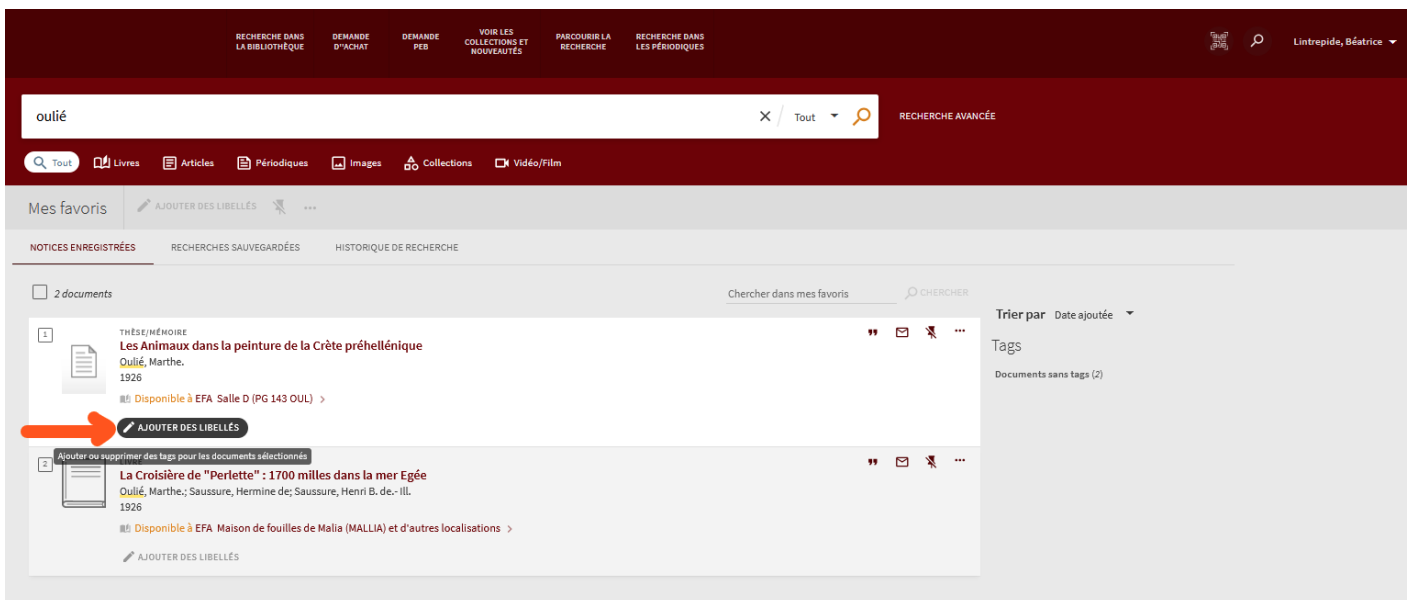 RECHERCHE DANS LA BIBLIOTHÈQUE
DEMANDE D"ACHAT
DEMANDE PEB
VOIR LES COLLECTIONS ET NOUVEAUTÉS
PARCOURIR LA RECHERCHE
RECHERCHE DANS LES PÉRIODIQUES
Lintrepide, Béatrice
oulié
Tout
RECHERCHE AVANCÉE
Tout Livres Articles Périodiques Images Collections Vidéo/Film
Mes favoris AJOUTER DES LIBELLÉS
NOTICES ENREGISTRÉES RECHERCHES SAUVEGARDÉES HISTORIQUE DE RECHERCHE
2 documents
Chercher dans mes favoris CHERCHER
1
THÈSE/MÉMOIRE
Les Animaux dans la peinture de la Crète préhellénique
Oulié, Marthe.
1926
Disponible à EFA Salle D (PG 143 OUL)
AJOUTER DES LIBELLÉS
Ajouter ou supprimer des tags pour les documents sélectionnés
2
LIVRE
La Croisière de "Perlette" : 1700 milles dans la mer Egée
Oulié, Marthe.; Saussure, Hermine de; Saussure, Henri B. de.- Ill.
1926
Disponible à EFA Maison de fouilles de Malia (MALLIA) et d'autres localisations
AJOUTER DES LIBELLÉS
Trier par Date ajoutée
Tags
Documents sans tags (2)